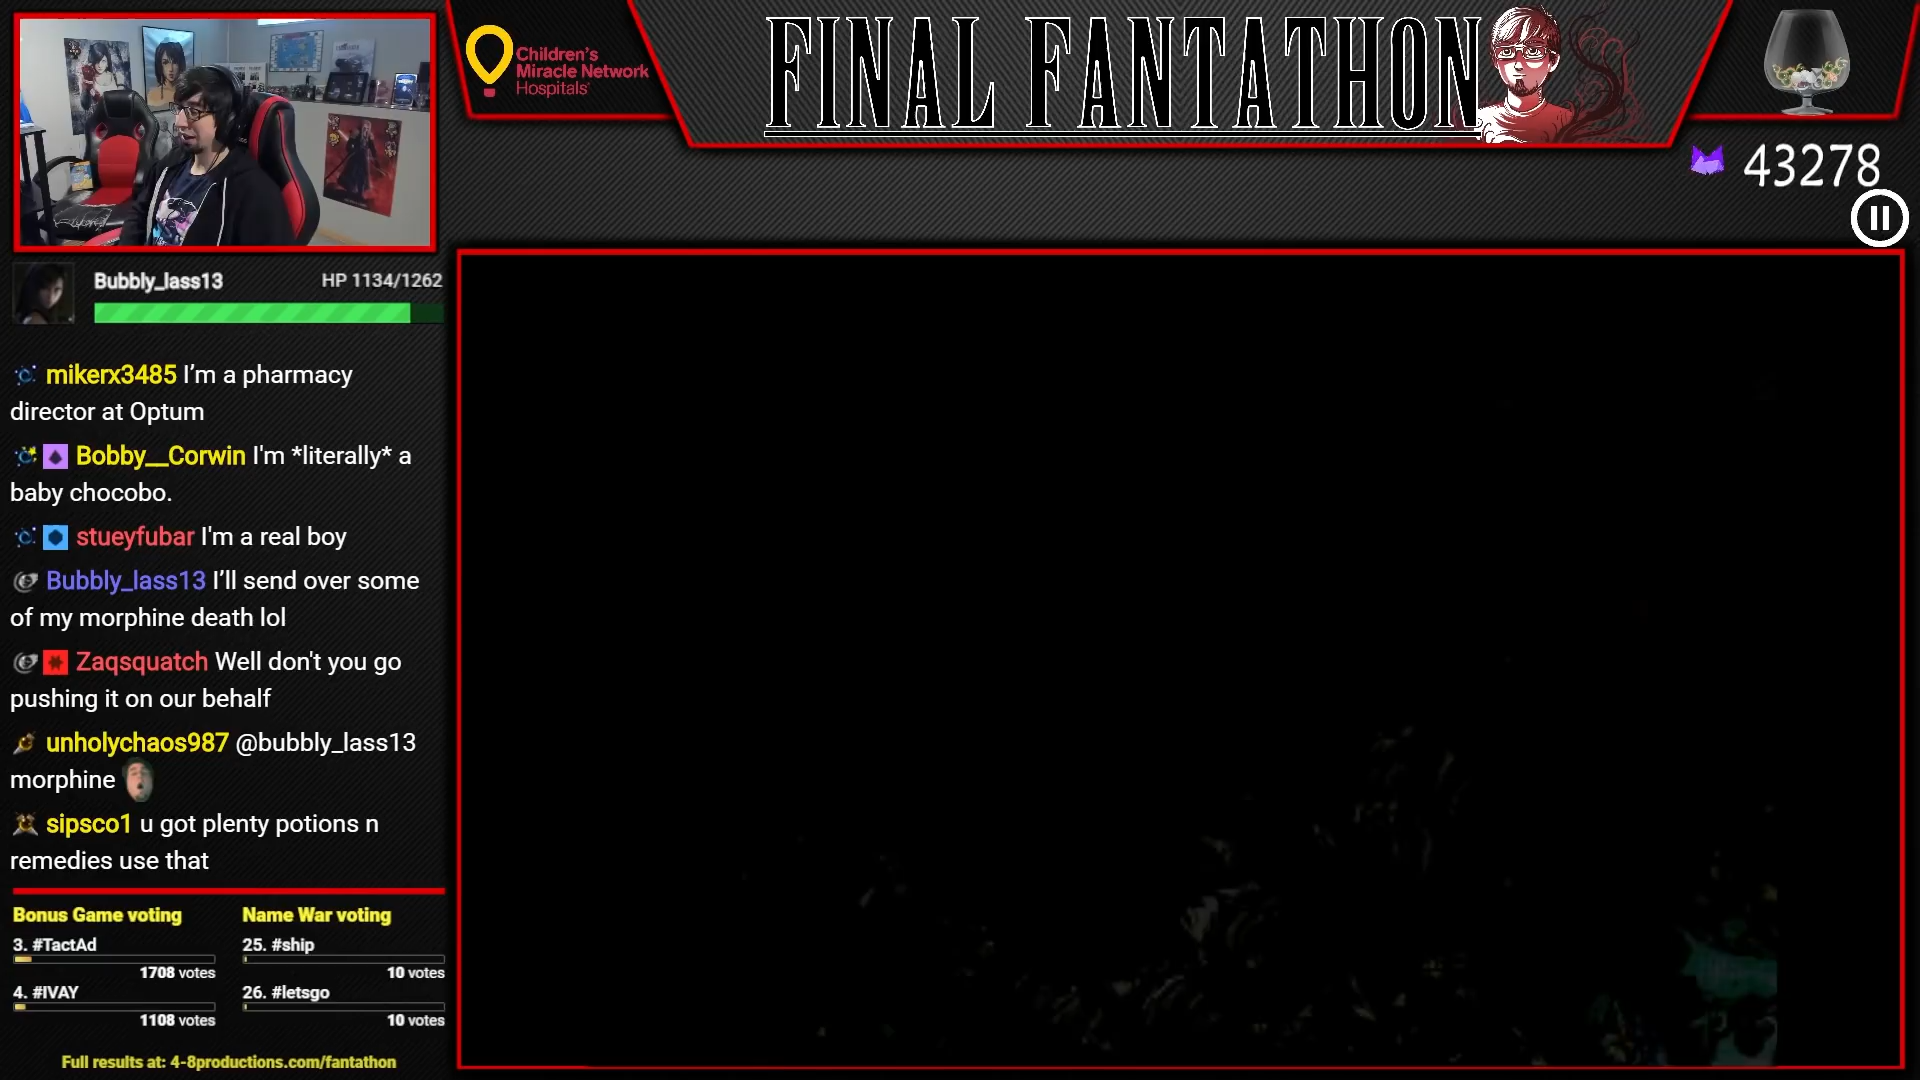 Children's
Miracle Network
Hospitals
FINAL FANTATHON
43278
Bubbly_lass13 HP 1134/1262
mikerx3485 I’m a pharmacy
director at Optum
Bobby__Corwin I'm *literally* a
baby chocobo.
stueyfubar I'm a real boy
Bubbly_lass13 I’ll send over some
of my morphine death lol
Zaqsquatch Well don't you go
pushing it on our behalf
unholychaos987 @bubbly_lass13
morphine
sipsco1 u got plenty potions n
remedies use that
Bonus Game voting
3. #TactAd
1708 votes
4. #IVAY
1108 votes
Name War voting
25. #ship
10 votes
26. #letsgo
10 votes
Full results at: 4-8productions.com/fantathon